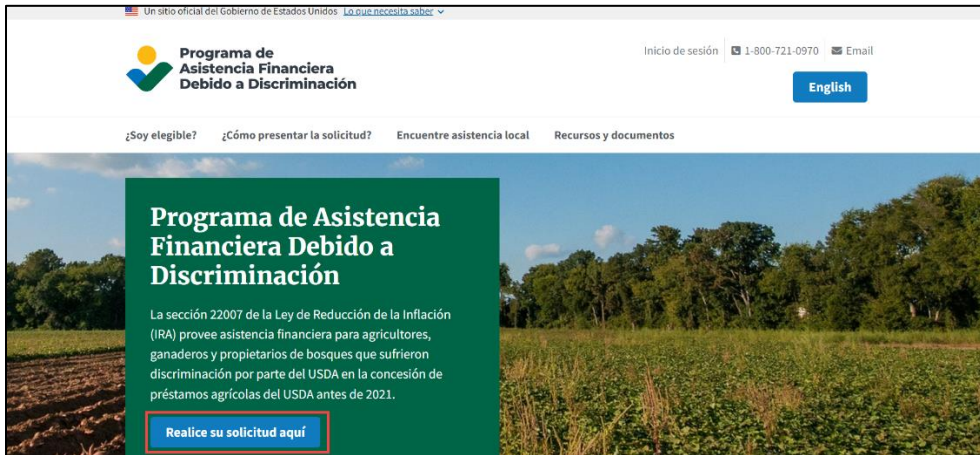 Un sitio oficial del Gobierno de Estados Unidos Lo que necesita saber
Programa de
Asistencia Financiera
Debido a Discriminación
Inicio de sesión 1-800-721-0970 Email
English
¿Soy elegible? ¿Cómo presentar la solicitud? Encuentre asistencia local Recursos y documentos
Programa de Asistencia
Financiera Debido a
Discriminación
La sección 22007 de la Ley de Reducción de la Inflación
(IRA) provee asistencia financiera para agricultores,
ganaderos y propietarios de bosques que sufrieron
discriminación por parte del USDA en la concesión de
préstamos agrícolas del USDA antes de 2021.
Realice su solicitud aquí